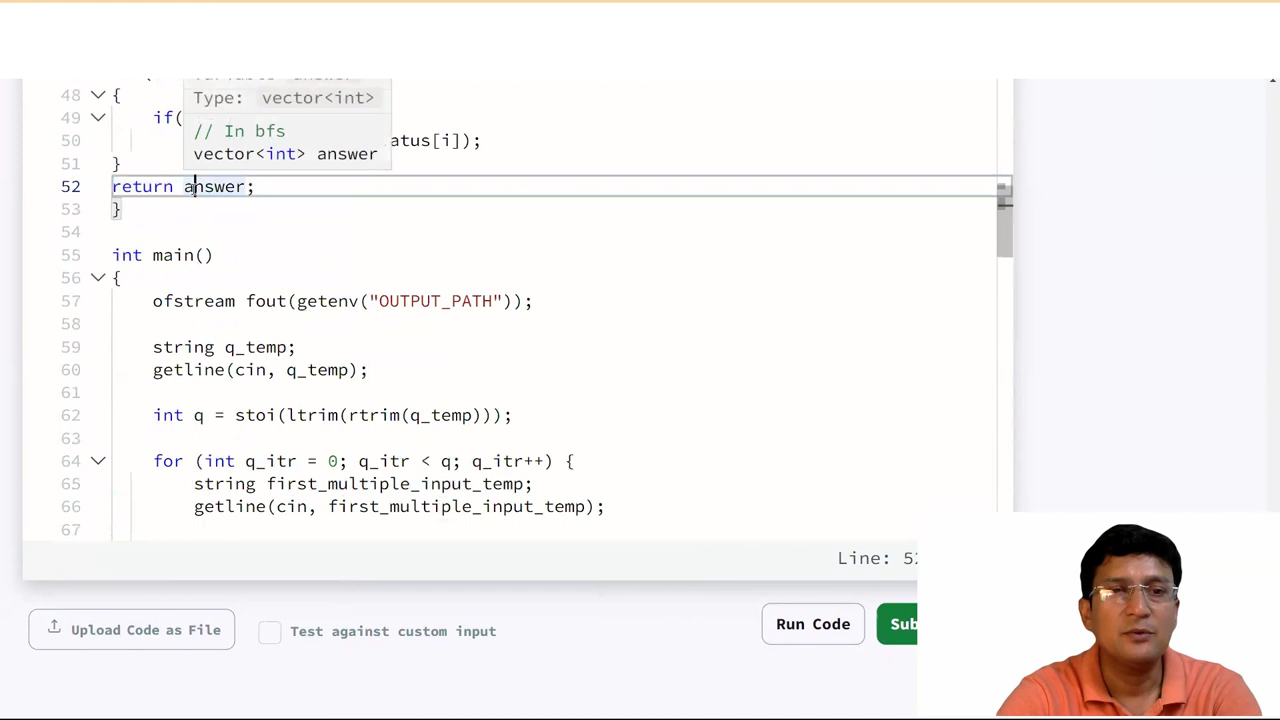 48 {
Type: vector<int>
49 if(
// In bfs
50 atus[i]);
vector<int> answer
51 }
52 return answer;
53 }
54
55 int main()
56 {
57 ofstream fout(getenv("OUTPUT_PATH"));
58
59 string q_temp;
60 getline(cin, q_temp);
61
62 int q = stoi(ltrim(rtrim(q_temp)));
63
64 for (int q_itr = 0; q_itr < q; q_itr++) {
65 string first_multiple_input_temp;
66 getline(cin, first_multiple_input_temp);
67
Line: 52
Upload Code as File
Test against custom input
Run Code
Sub